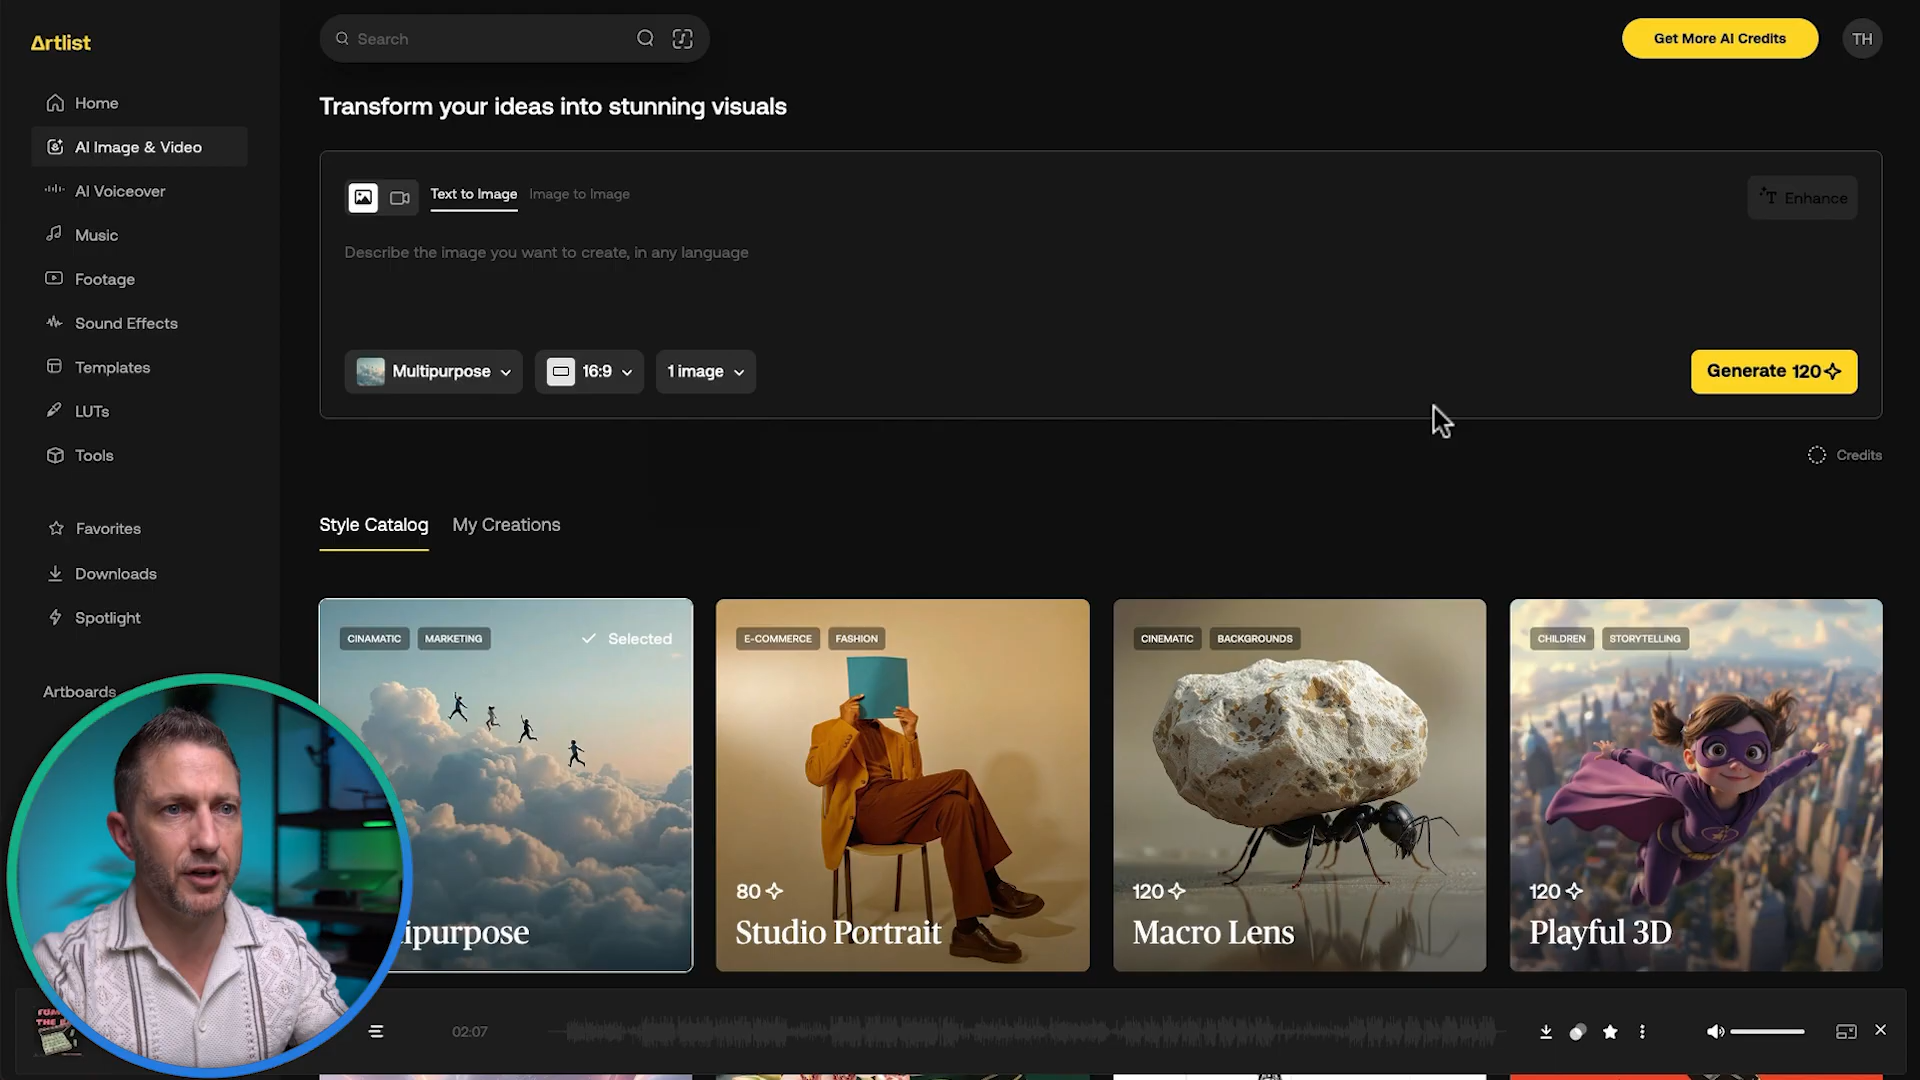 Artlist
Search
Get More AI Credits
TH
Home
AI Image & Video
AI Voiceover
Music
Footage
Sound Effects
Templates
LUTs
Tools
Favorites
Downloads
Spotlight
Artboards
Transform your ideas into stunning visuals
Text to Image
Image to Image
Enhance
Describe the image you want to create, in any language
Multipurpose
16:9
1 image
Generate 120
Credits
Style Catalog
My Creations
CINAMATIC
MARKETING
Selected
ipurpose
E-COMMERCE
FASHION
80
Studio Portrait
CINEMATIC
BACKGROUNDS
120
Macro Lens
CHILDREN
STORYTELLING
120
Playful 3D
02:07